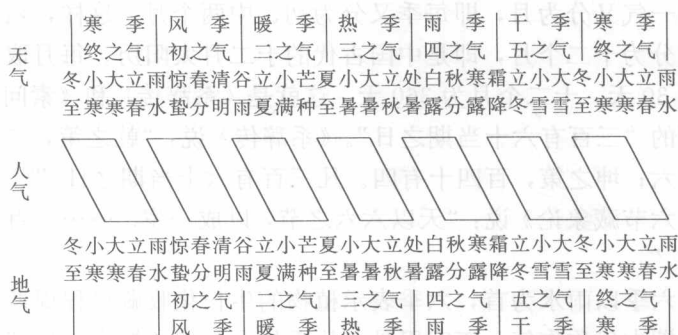 寒季 风季 暖季 热季 雨季 干季 寒季
终之气 初之气 二之气 三之气 四之气 五之气 终之气
天气
冬小大立雨惊春清谷立小芒夏小大立处白秋寒霜立小大冬小大立雨
至寒寒春水蛰分明雨夏满种至暑暑秋暑露分露降冬雪雪至寒寒春水
人气
冬小大立雨惊春清谷立小芒夏小大立处白秋寒霜立小大冬小大立雨
至寒寒春水蛰分明雨夏满种至暑暑秋暑露分露降冬雪雪至寒寒春水
地气
初之气 二之气 三之气 四之气 五之气 终之气
风季 暖季 热季 雨季 干季 寒季